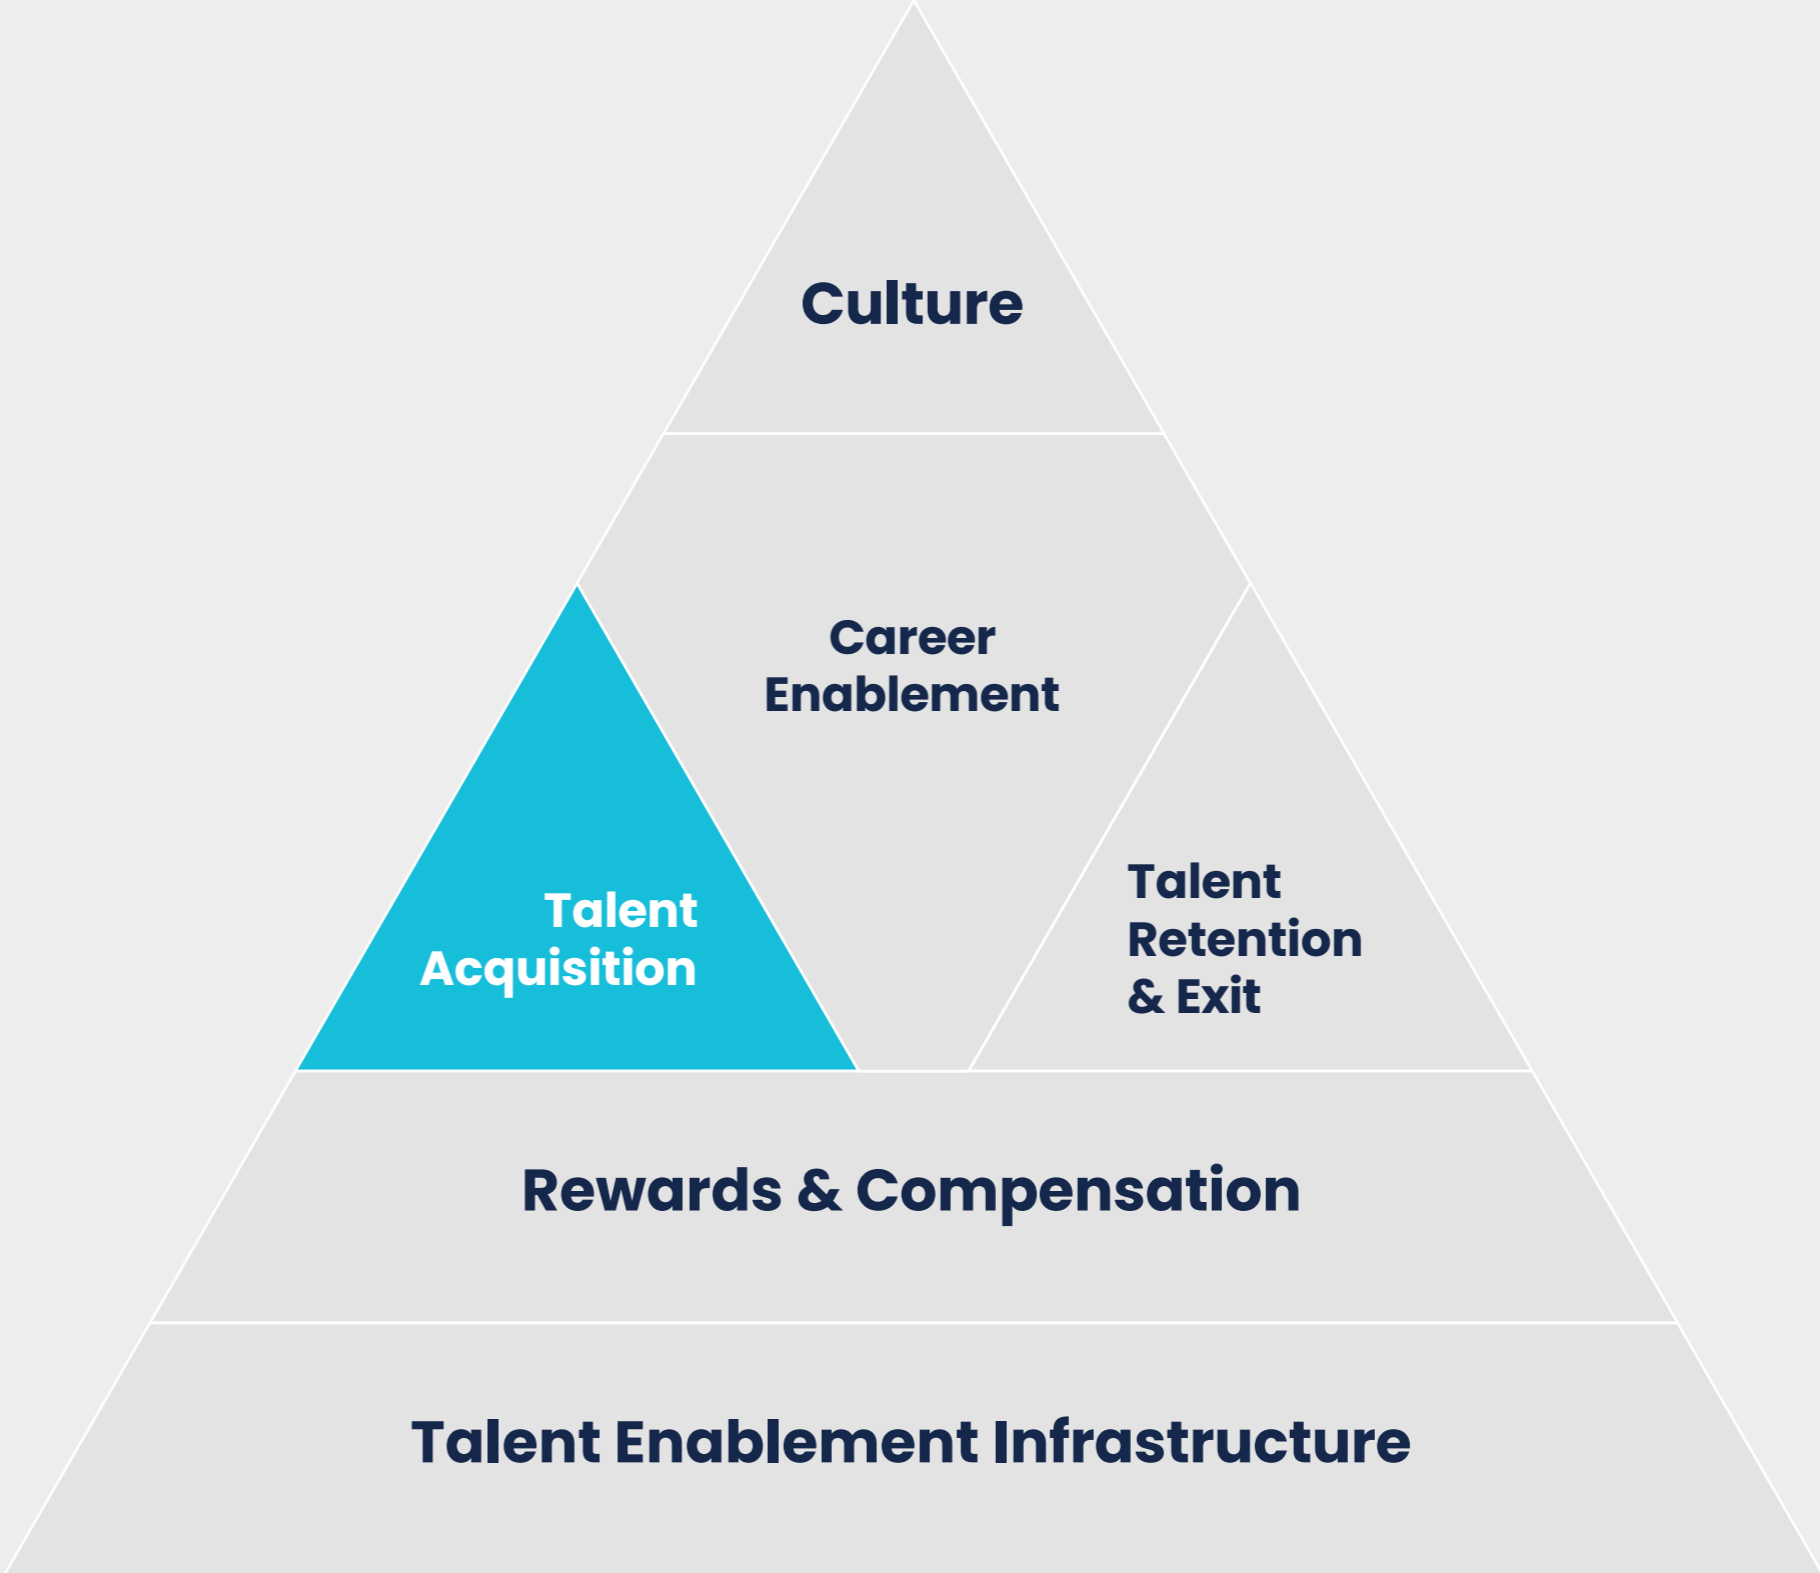 Culture
Career
Enablement
Talent
Acquisition
Talent
Retention
& Exit
Rewards & Compensation
Talent Enablement Infrastructure